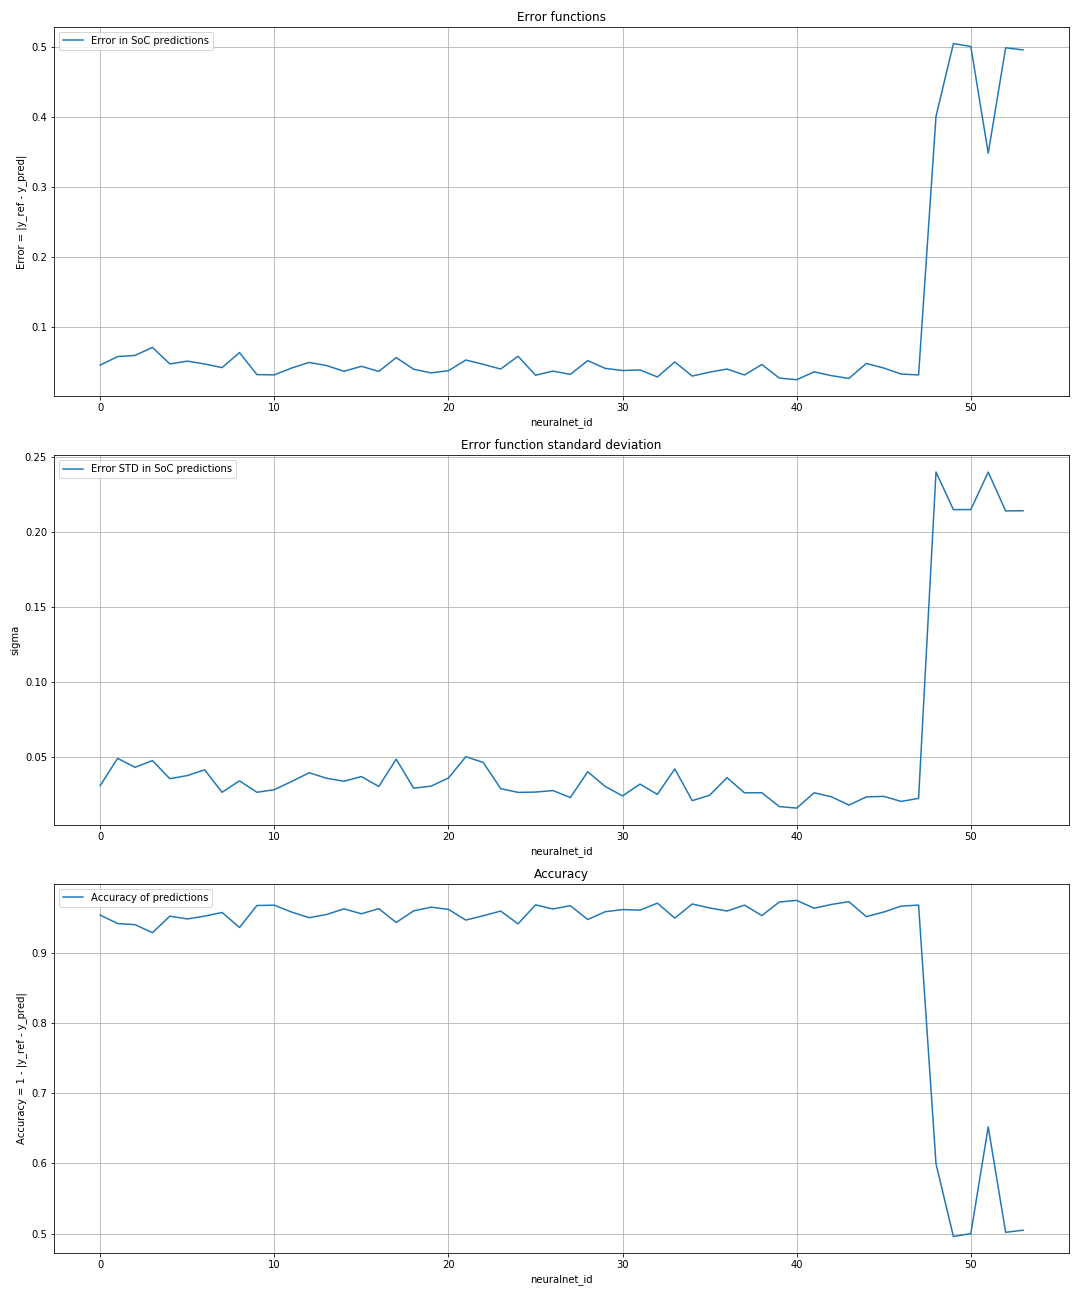 Error functions
Error in SoC predictions
Error = |y_ref - y_pred|
0.5
0.4
0.3
0.2
0.1
0 10 20 30 40 50
neuralnet_id
Error function standard deviation
Error STD in SoC predictions
sigma
0.25
0.20
0.15
0.10
0.05
0 10 20 30 40 50
neuralnet_id
Accuracy
Accuracy of predictions
Accuracy = 1 - |y_ref - y_pred|
0.9
0.8
0.7
0.6
0.5
0 10 20 30 40 50
neuralnet_id